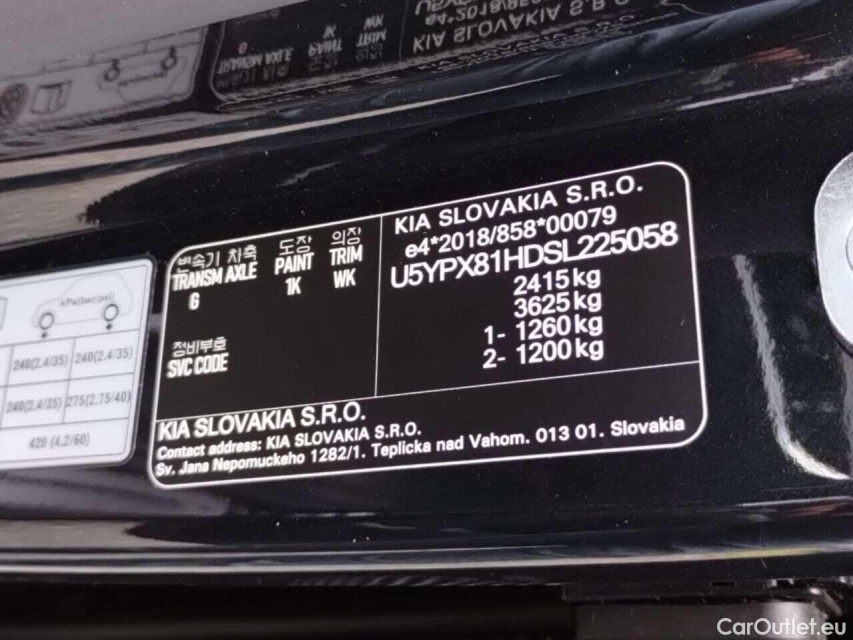 KIA SLOVAKIA S.R.O.
e4*2018/858*00079
U5YPX81HDSL225058
2415kg
3625kg
1- 1260kg
2- 1200kg
변속기 차축 도장 의장
TRANSM AXLE PAINT TRIM
G 1K WK
정비부호
SVC CODE
KIA SLOVAKIA S.R.O.
Contact address: KIA SLOVAKIA S.R.O.
Sv. Jana Nepomuckeho 1282/1. Teplicka nad Vahom. 013 01. Slovakia
kPa(bar/psi)
240(2.4/35) 240(2.4/35)
240(2.4/35) 275(2.75/40)
420 (4.2/60)
CarOutlet.eu